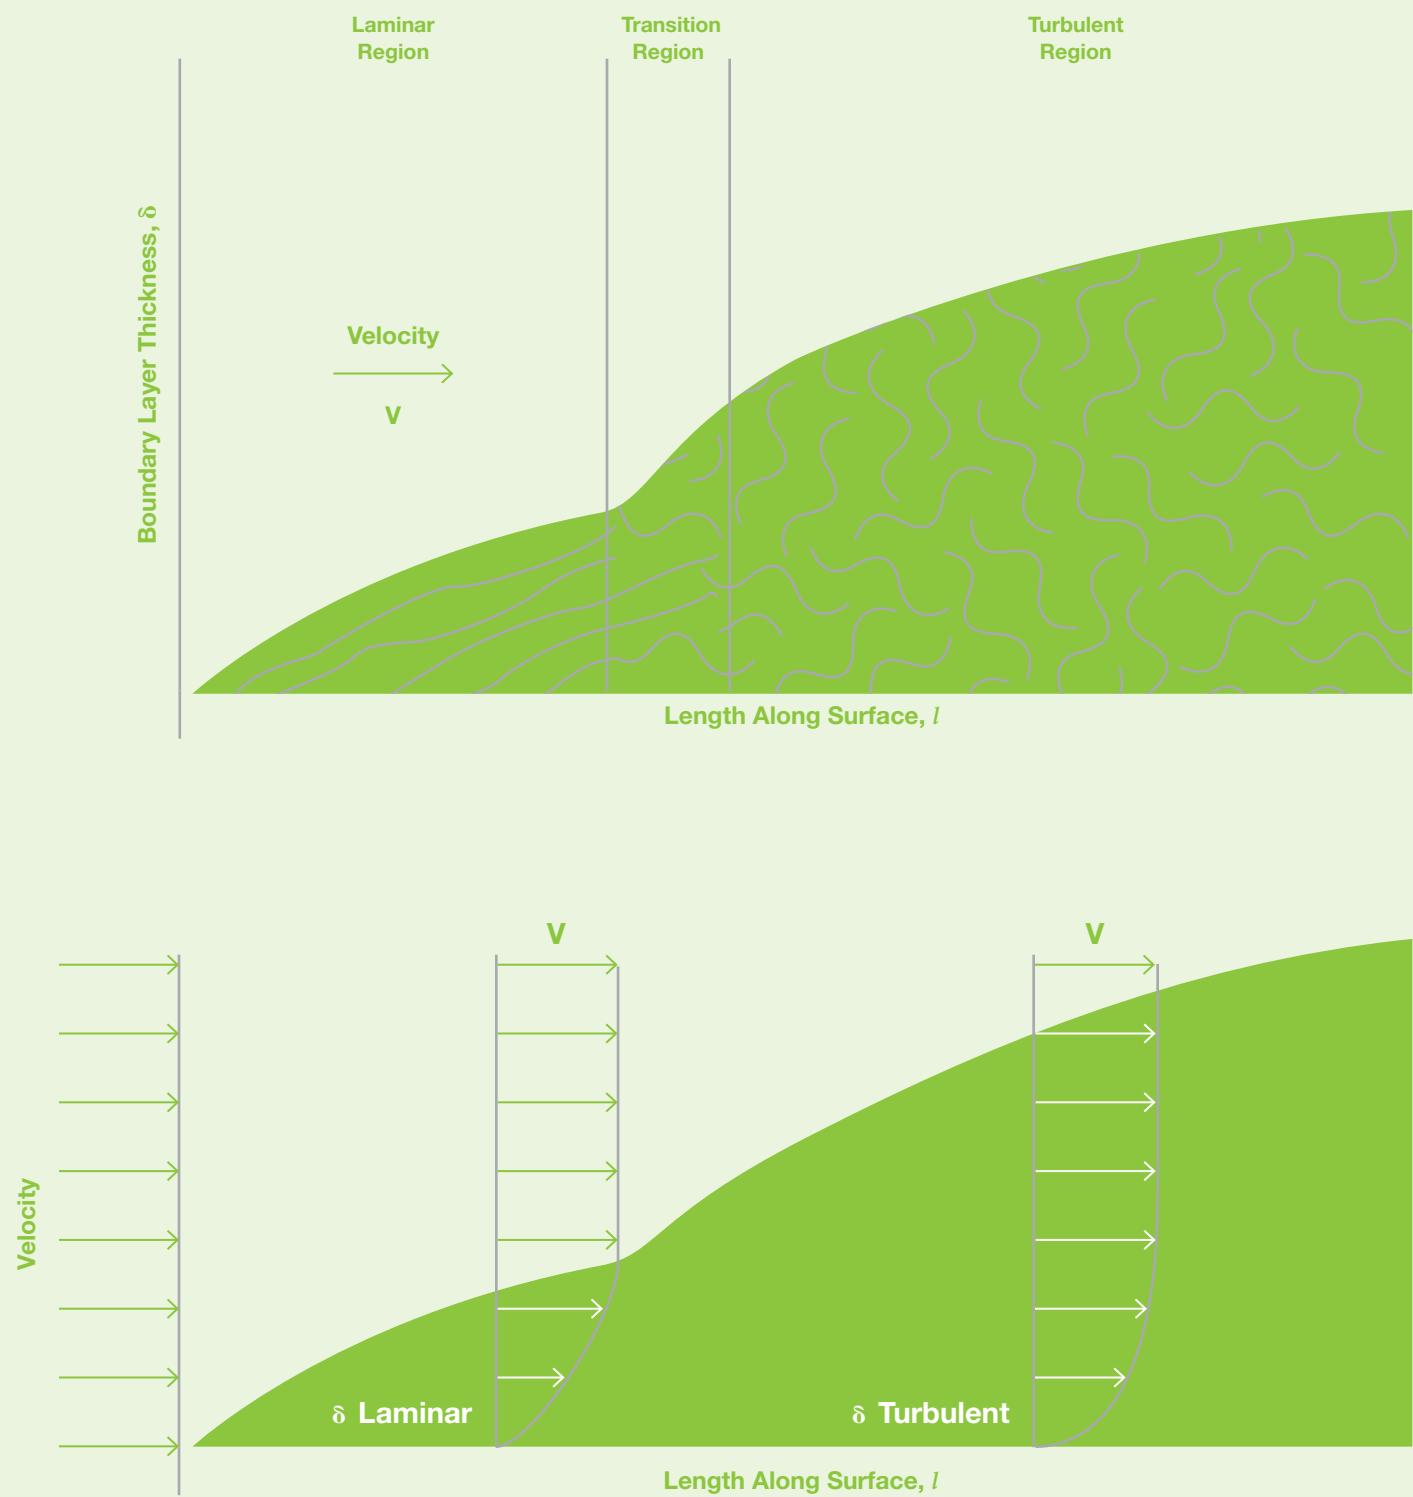 Laminar
Region
Transition
Region
Turbulent
Region
Boundary Layer Thickness, δ
Velocity
V
Length Along Surface, l
V
V
Velocity
δ Laminar
δ Turbulent
Length Along Surface, l